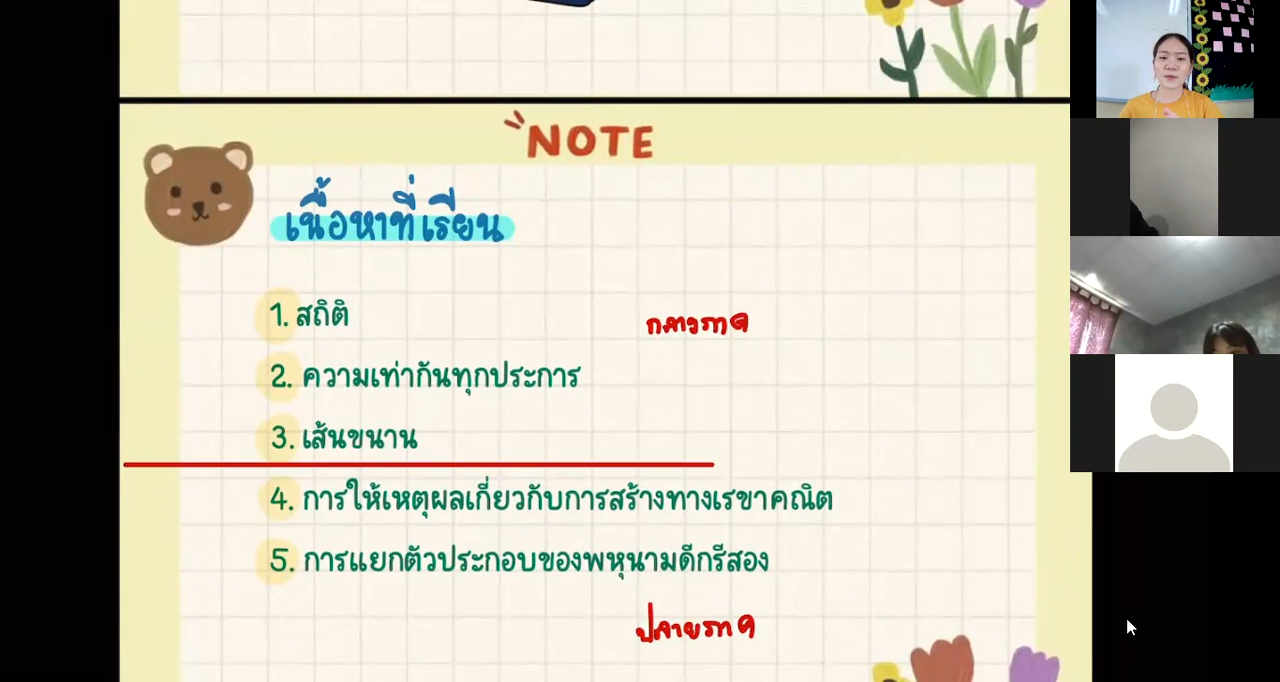 NOTE
เนื้อหาที่เรียน
1. สถิติ
กลางภาค
2. ความเท่ากันทุกประการ
3. เส้นขนาน
4. การให้เหตุผลเกี่ยวกับการสร้างทางเรขาคณิต
5. การแยกตัวประกอบของพหุนามดีกรีสอง
ปลายภาค